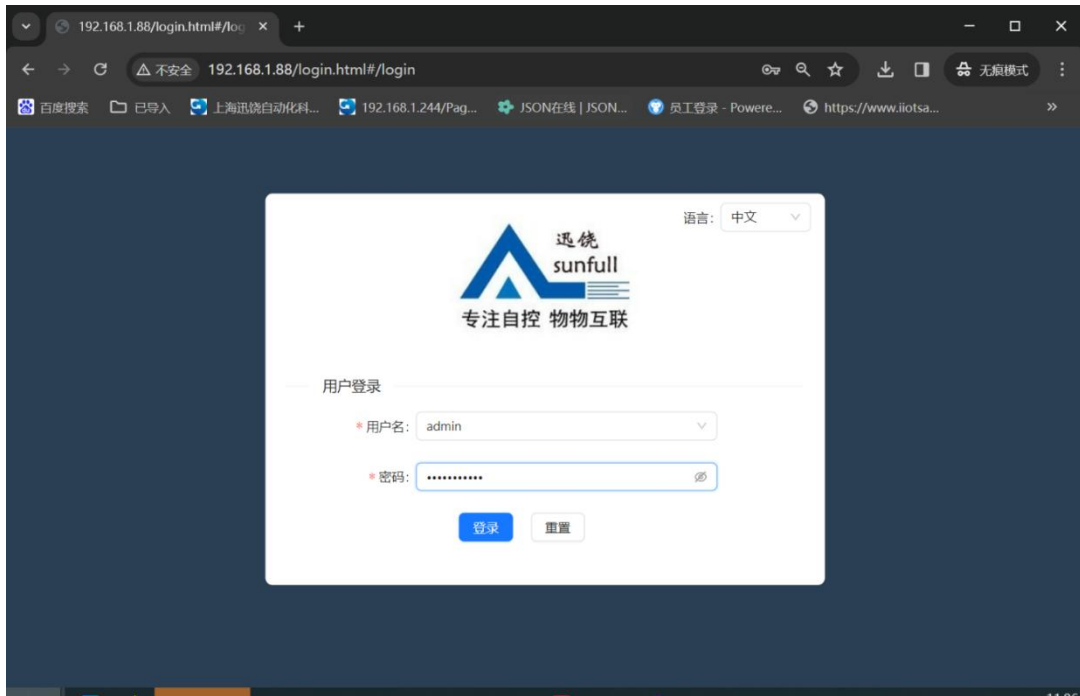 192.168.1.88/login.html#/log
不安全 192.168.1.88/login.html#/login 无痕模式
百度搜索 已导入 上海迅饶自动化科... 192.168.1.244/Pag... JSON在线 | JSON... 员工登录 - Powere... https://www.iiotsa...
语言: 中文
迅饶
sunfull
专注自控 物物互联
用户登录
* 用户名: admin
* 密码: •••••••••••
登录 重置